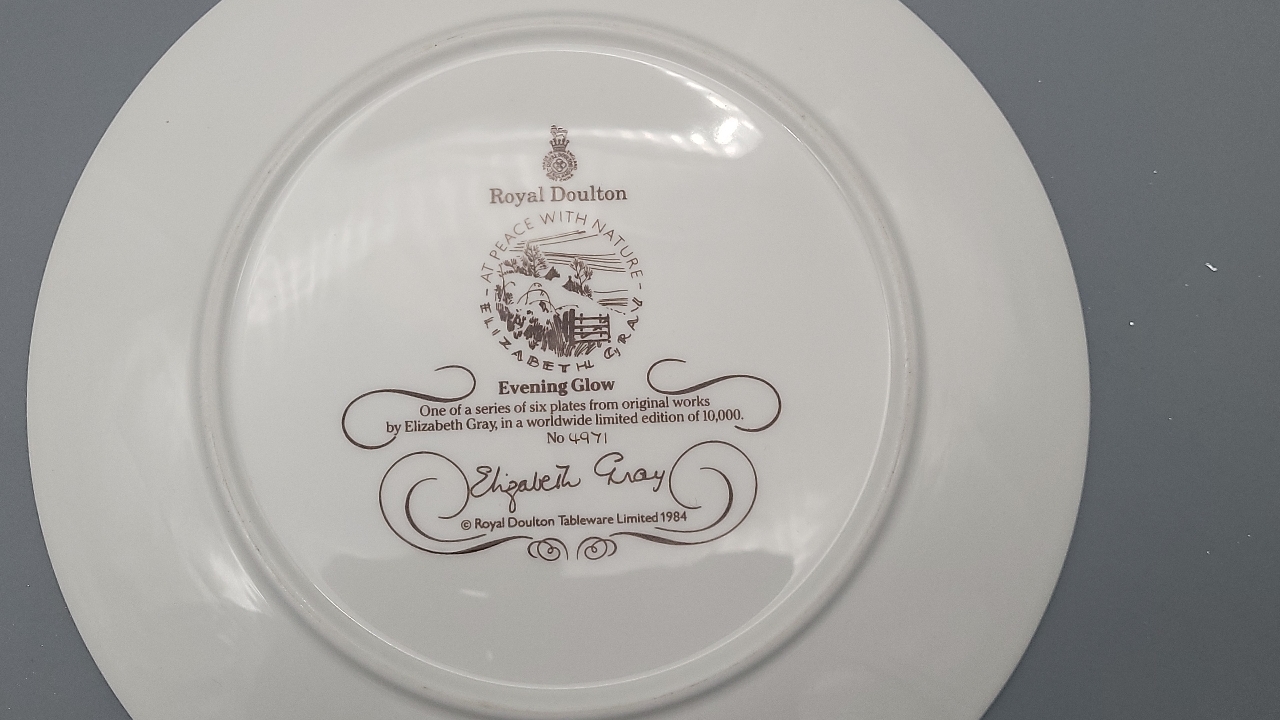 Royal Doulton
- AT PEACE WITH NATURE -
ELIZABETH GRAY
Evening Glow
One of a series of six plates from original works
by Elizabeth Gray, in a worldwide limited edition of 10,000.
No 4971
Elizabeth Gray
© Royal Doulton Tableware Limited 1984